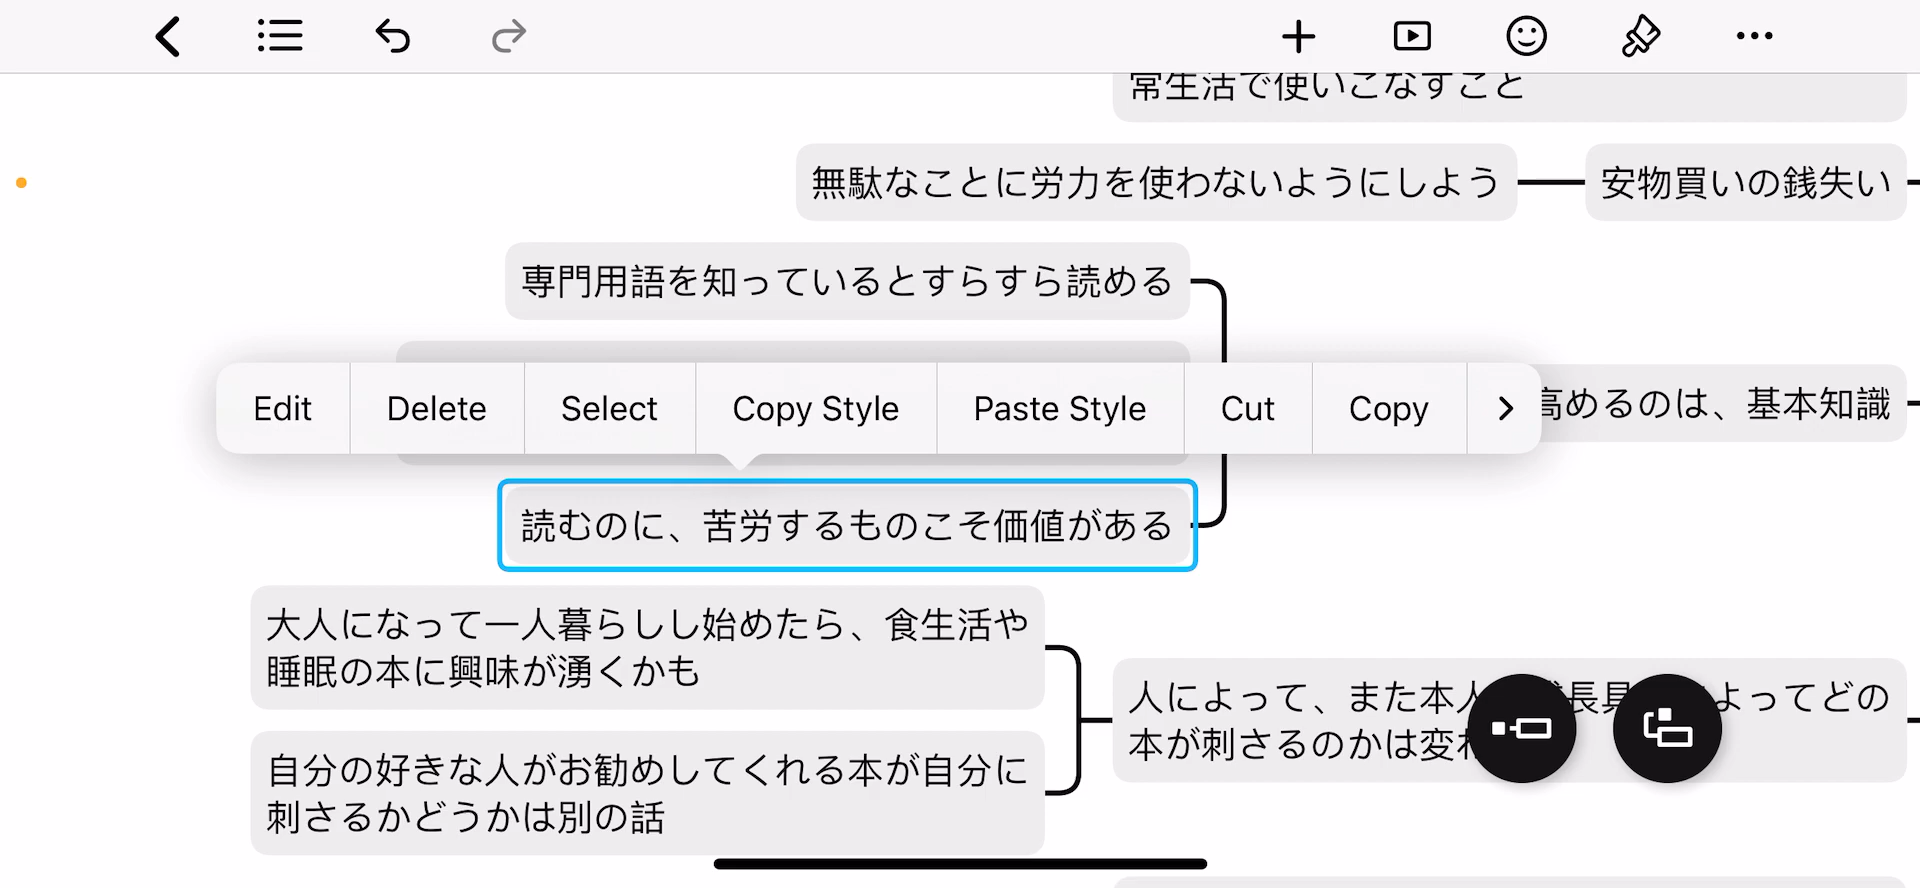 常生活で使いこなすこと
無駄なことに労力を使わないようにしよう
安物買いの銭失い
専門用語を知っているとすらすら読める
Edit
Delete
Select
Copy Style
Paste Style
Cut
Copy
高めるのは、基本知識
読むのに、苦労するものこそ価値がある
大人になって一人暮らしし始めたら、食生活や
睡眠の本に興味が湧くかも
人によって、また本人 長具 よってどの
本が刺さるのかは変わ
自分の好きな人がお勧めしてくれる本が自分に
刺さるかどうかは別の話